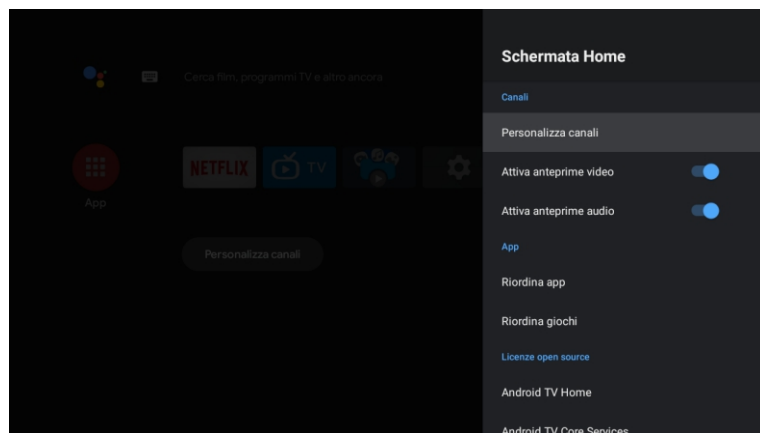 Cerca film, programmi TV e altro ancora
NETFLIX
TV
App
Personalizza canali
Schermata Home
Canali
Personalizza canali
Attiva anteprime video
Attiva anteprime audio
App
Riordina app
Riordina giochi
Licenze open source
Android TV Home
Android TV Core Services